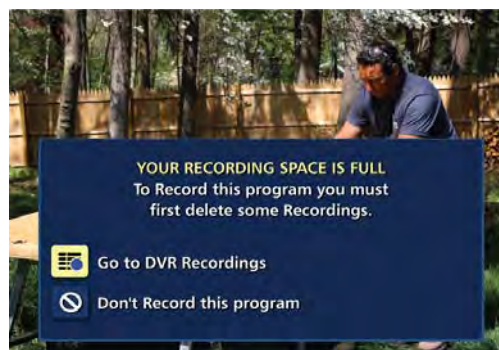 YOUR RECORDING SPACE IS FULL
To Record this program you must
first delete some Recordings.
Go to DVR Recordings
Don't Record this program